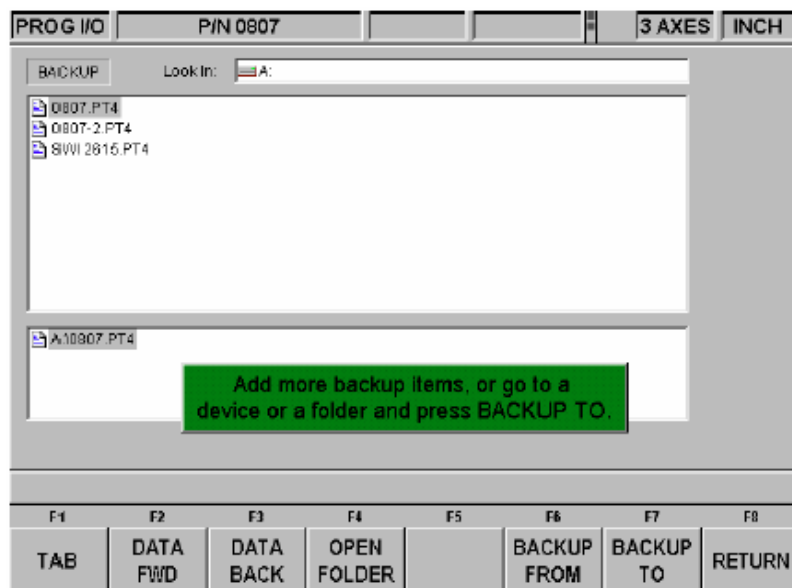 PROG I/O P/N 0807 3 AXES INCH
BACKUP Look In: A:
0807.PT4
0807-2.PT4
SWI 2615.PT4
A:\0807.PT4
Add more backup items, or go to a
device or a folder and press BACKUP TO.
F1 F2 F3 F4 F5 F6 F7 F8
TAB DATA FWD DATA BACK OPEN FOLDER BACKUP FROM BACKUP TO RETURN